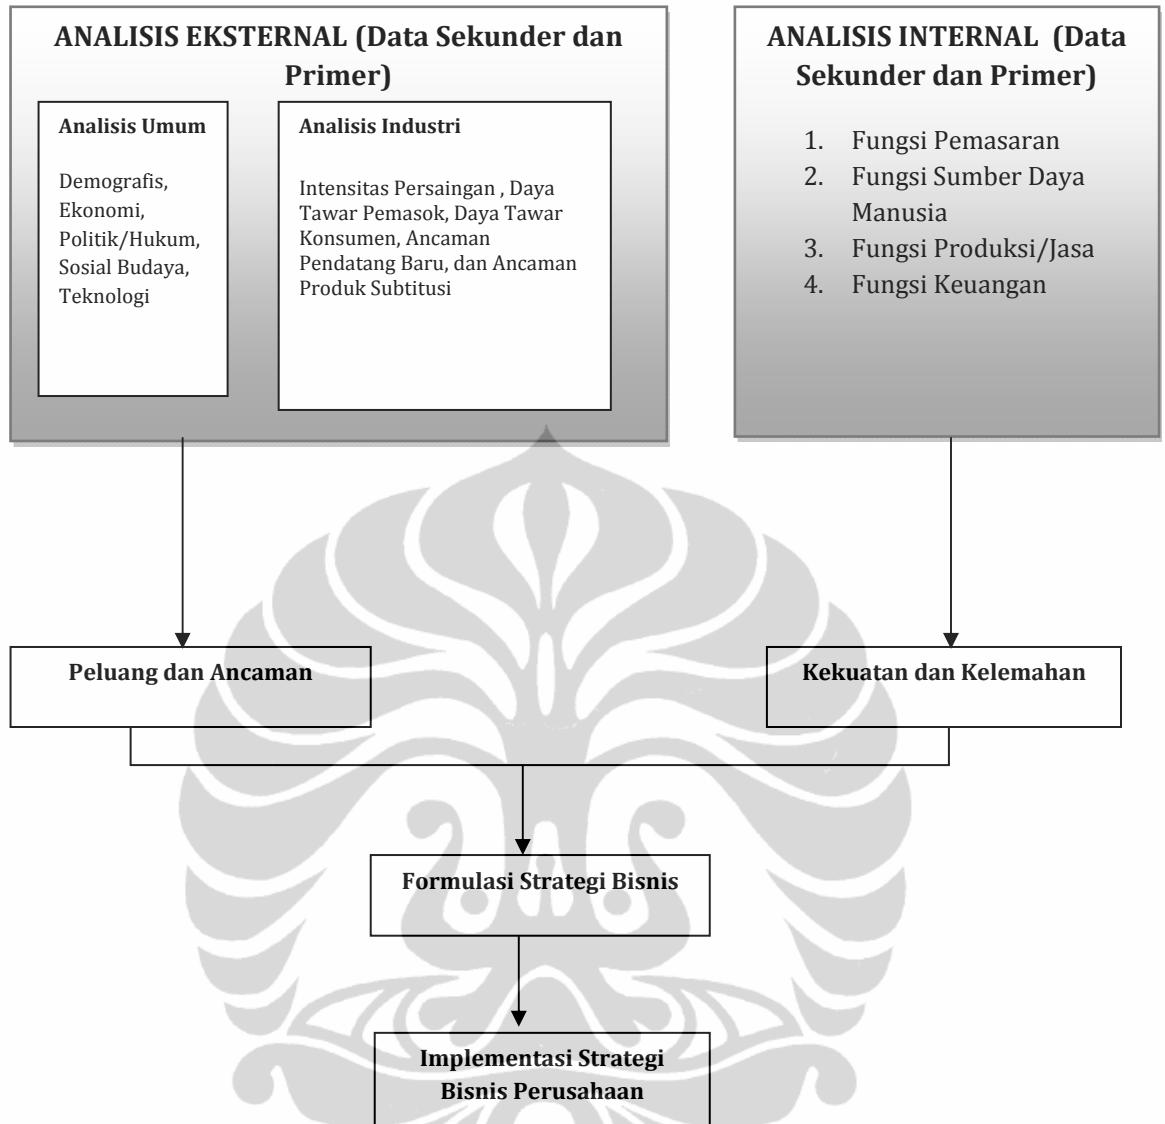 ANALISIS EKSTERNAL (Data Sekunder dan
Primer)
Analisis Umum
Demografis,
Ekonomi,
Politik/Hukum,
Sosial Budaya,
Teknologi
Analisis Industri
Intensitas Persaingan , Daya
Tawar Pemasok, Daya Tawar
Konsumen, Ancaman
Pendatang Baru, dan Ancaman
Produk Subtitusi
ANALISIS INTERNAL (Data
Sekunder dan Primer)
1. Fungsi Pemasaran
2. Fungsi Sumber Daya
Manusia
3. Fungsi Produksi/Jasa
4. Fungsi Keuangan
Peluang dan Ancaman
Kekuatan dan Kelemahan
Formulasi Strategi Bisnis
Implementasi Strategi
Bisnis Perusahaan